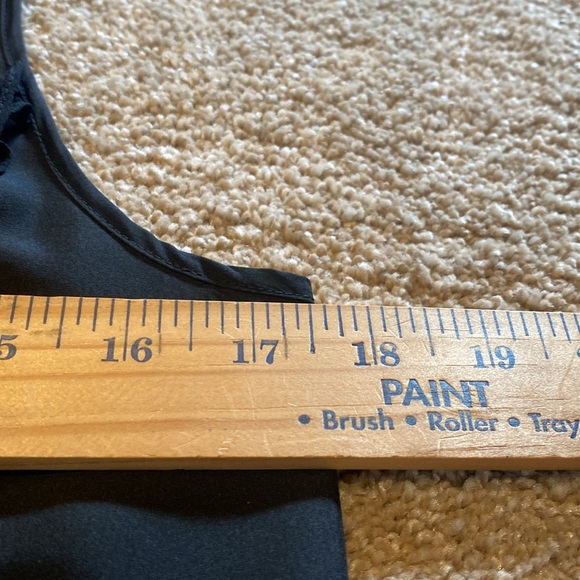 5 16 17 18 19
PAINT
• Brush • Roller • Tray